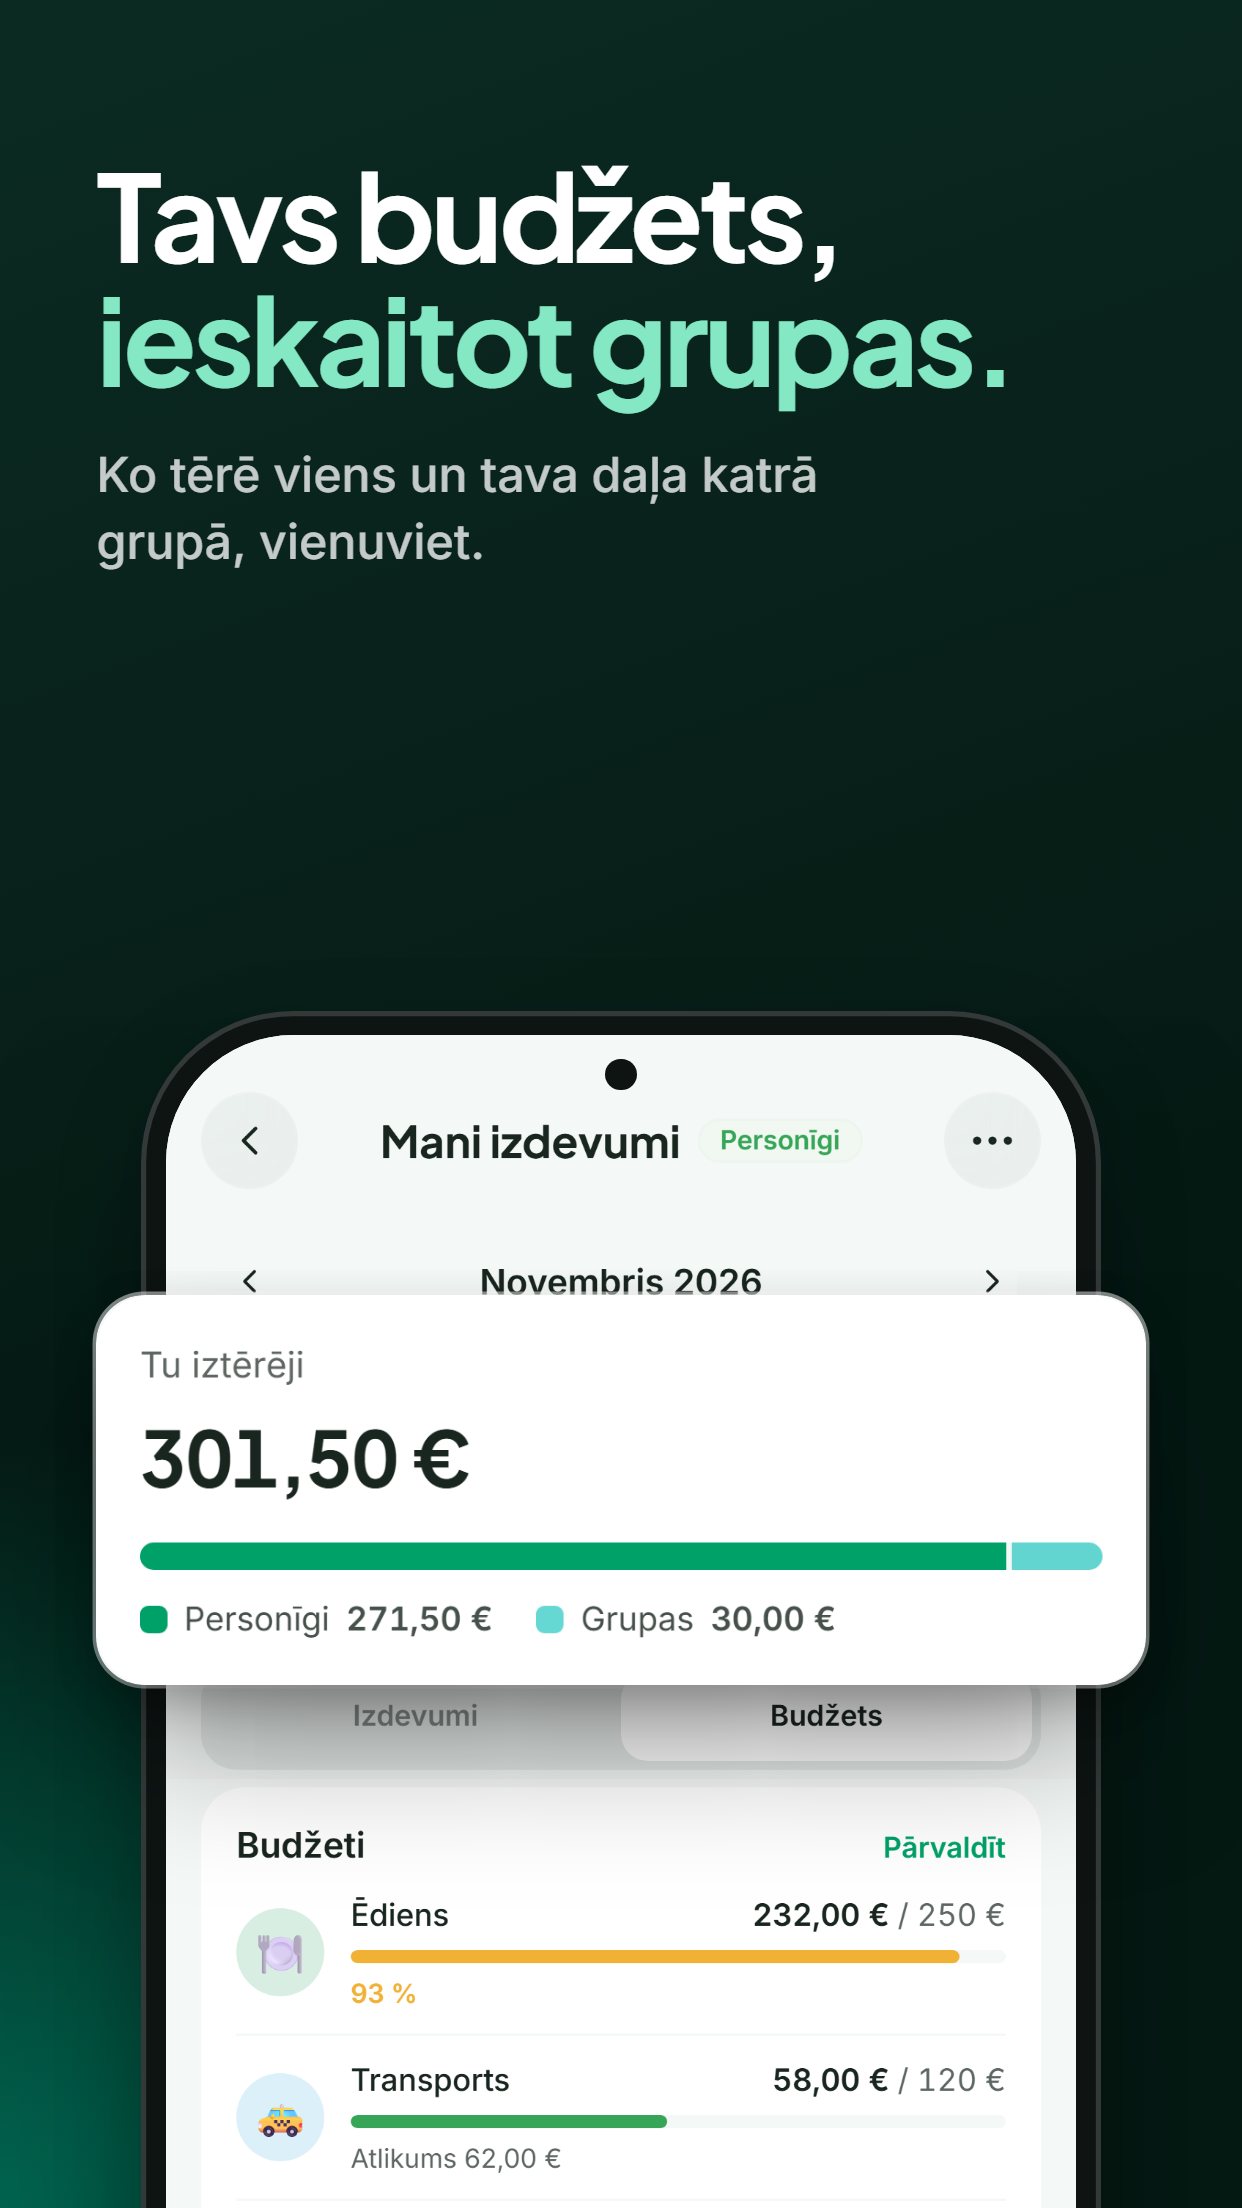 Tavs budžets,
ieskaitot grupas.
Ko tērē viens un tava daļa katrā
grupā, vienuviet.
Mani izdevumi Personīgi
Novembris 2026
Tu iztērēji
301,50 €
Personīgi 271,50 € Grupas 30,00 €
Izdevumi Budžets
Budžeti Pārvaldīt
Ēdiens 232,00 € / 250 €
93 %
Transports 58,00 € / 120 €
Atlikums 62,00 €